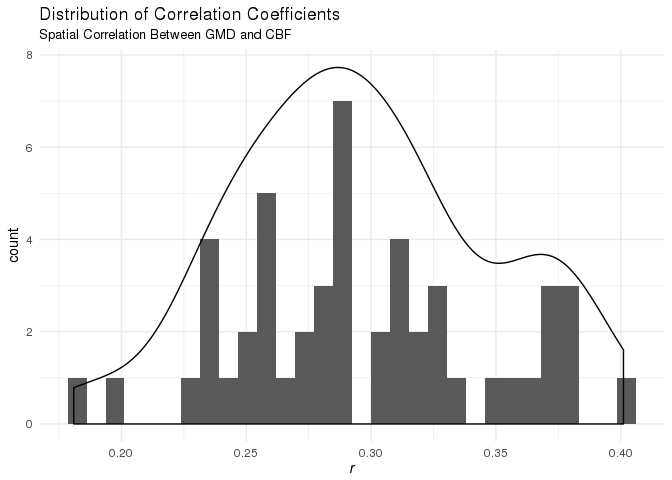 Distribution of Correlation Coefficients
Spatial Correlation Between GMD and CBF
8
6
4
2
0
count
0.20 0.25 0.30 0.35 0.40
r